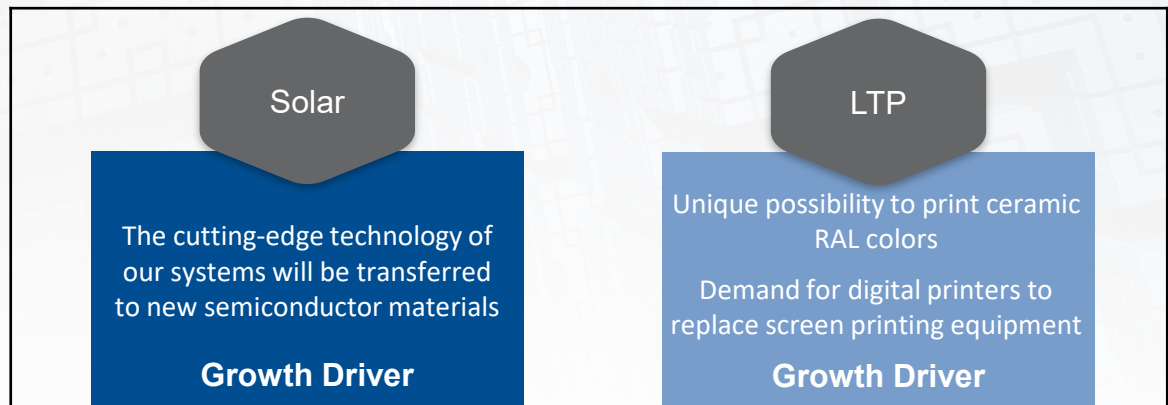 Solar
The cutting-edge technology of
our systems will be transferred
to new semiconductor materials
Growth Driver
LTP
Unique possibility to print ceramic
RAL colors
Demand for digital printers to
replace screen printing equipment
Growth Driver